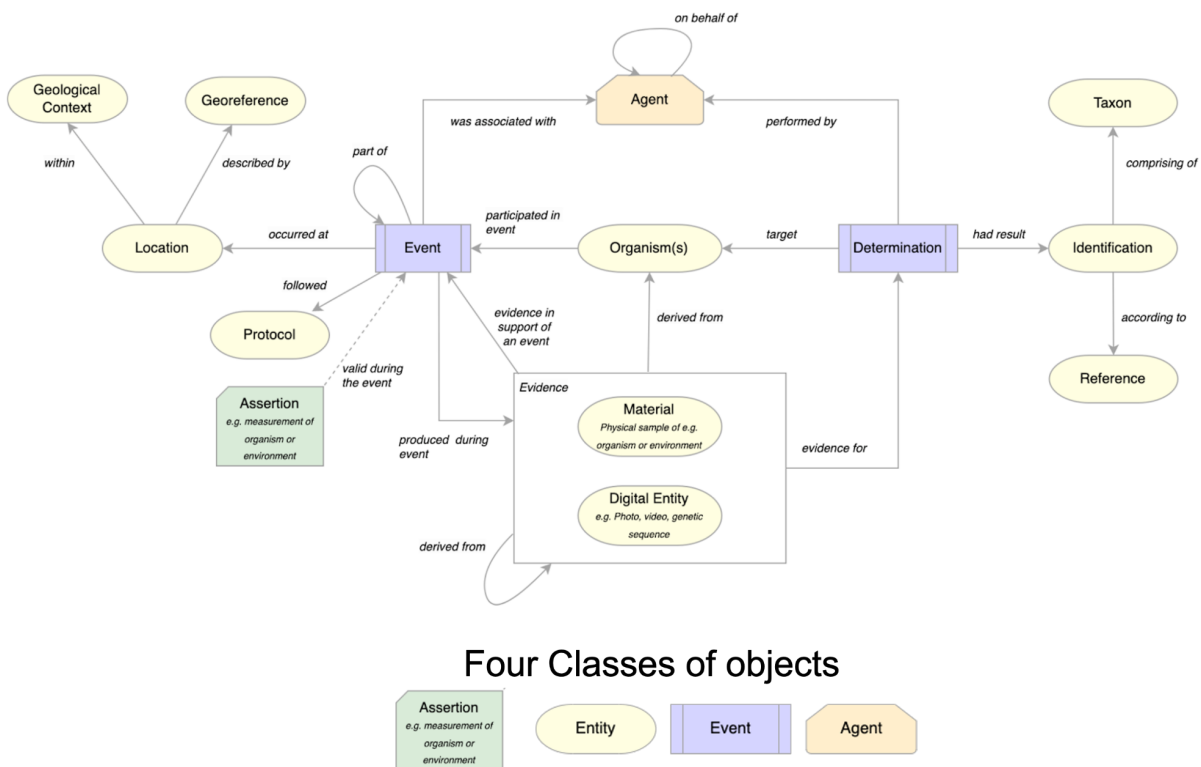 on behalf of
Geological
Context
Georeference
Agent
Taxon
was associated with
performed by
within
described by
part of
comprising of
participated in
event
occurred at
target
had result
Location
Event
Organism(s)
Determination
Identification
followed
evidence in
support of
an event
derived from
according to
Protocol
valid during
the event
Evidence
Reference
Assertion
e.g. measurement of
organism or
environment
Material
Physical sample of e.g.
organism or environment
produced during
event
evidence for
Digital Entity
e.g. Photo, video, genetic
sequence
derived from
Four Classes of objects
Assertion
e.g. measurement of
organism or
environment
Entity
Event
Agent